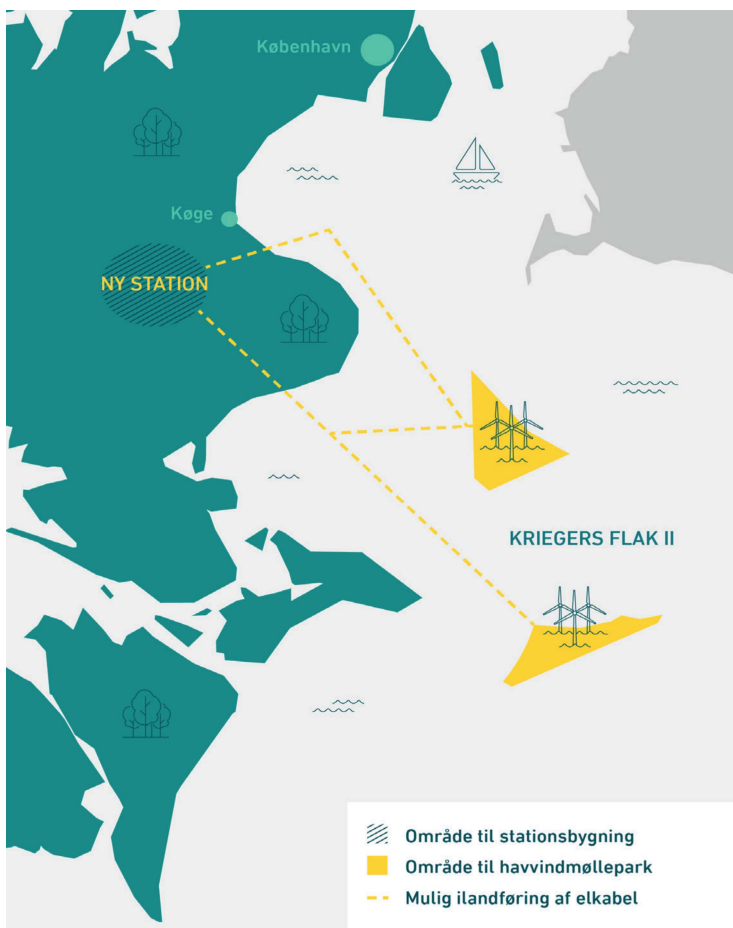 København
Køge
NY STATION
KRIEGERS FLAK II
Område til stationsbygning
Område til havvindmøllepark
Mulig ilandføring af elkabel